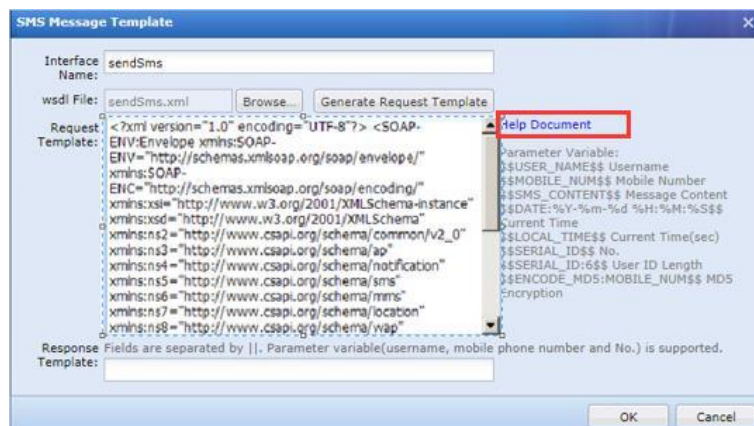 SMS Message Template
Interface Name:
sendSms
wsdl File:
sendSms.xml
Browse...
Generate Request Template
Request Template:
<?xml version="1.0" encoding="UTF-8"?> <SOAP-
ENV:Envelope xmlns:SOAP-
ENV="http://schemas.xmlsoap.org/soap/envelope/"
xmlns:SOAP-
ENC="http://schemas.xmlsoap.org/soap/encoding/"
xmlns:xsi="http://www.w3.org/2001/XMLSchema-instance"
xmlns:xsd="http://www.w3.org/2001/XMLSchema"
xmlns:ns2="http://www.csapi.org/schema/common/v2_0"
xmlns:ns3="http://www.csapi.org/schema/ap"
xmlns:ns4="http://www.csapi.org/schema/notification"
xmlns:ns5="http://www.csapi.org/schema/sms"
xmlns:ns6="http://www.csapi.org/schema/mms"
xmlns:ns7="http://www.csapi.org/schema/location"
xmlns:ns8="http://www.csapi.org/schema/wap"
Help Document
Parameter Variable:
$$USER_NAME$$ Username
$$MOBILE_NUM$$ Mobile Number
$$SMS_CONTENT$$ Message Content
$$DATE:%Y-%m-%d %H:%M:%S$$
Current Time
$$LOCAL_TIME$$ Current Time(sec)
$$SERIAL_ID$$ No.
$$SERIAL_ID:6$$ User ID Length
$$ENCODE_MD5:MOBILE_NUM$$ MD5
Encryption
Response Template:
Fields are separated by ||. Parameter variable(username, mobile phone number and No.) is supported.
OK
Cancel